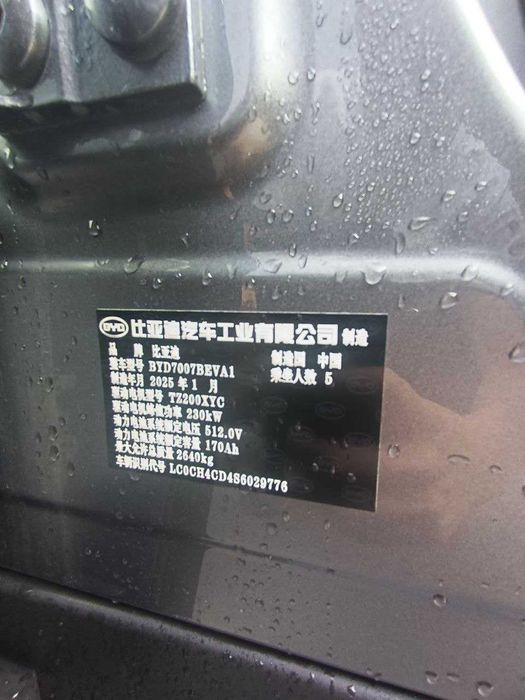 BYD 比亚迪汽车工业有限公司 制造
品 牌 比亚迪 制造国 中国
整车型号 BYD7007BEVA1 乘坐人数 5
制造年月 2025 年 1 月
驱动电机型号 TZ200XYC
驱动电机峰值功率 230kW
动力电池系统额定电压 512.0V
动力电池系统额定容量 170Ah
最大允许总质量 2640kg
车辆识别代号 LC0CH4CD4S6029776